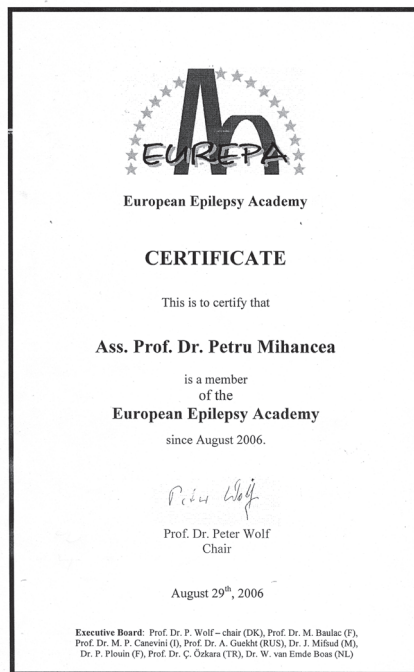 EUREPA
European Epilepsy Academy
CERTIFICATE
This is to certify that
Ass. Prof. Dr. Petru Mihancea
is a member
of the
European Epilepsy Academy
since August 2006.
Peter Wolf
Prof. Dr. Peter Wolf
Chair
August 29th, 2006
Executive Board: Prof. Dr. P. Wolf – chair (DK), Prof. Dr. M. Baulac (F),
Prof. Dr. M. P. Canevini (I), Prof. Dr. A. Guekht (RUS), Dr. J. Mifsud (M),
Dr. P. Plouin (F), Prof. Dr. Ç. Özkara (TR), Dr. W. van Emde Boas (NL)